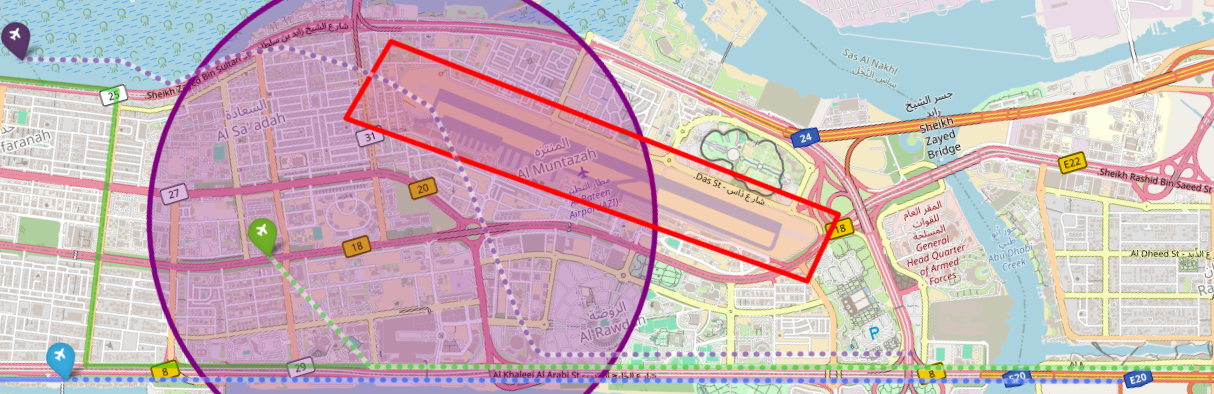 شارع الشيخ زايد بن سلطان
Sheikh Zayed Bin Sultan
25
السعادة
Al Sa'adah
faranah
31
27
20
18
المنتزه
Al Muntazah
مطار البطين
Al Bateen
Airport (AZI)
Das St - شارع داس
18
24
ساس النخل
Sas Al Nakhl
جسر الشيخ
زايد
Sheikh
Zayed
Bridge
E22
Sheikh Rashid Bin Saeed St
المقر العام
للقوات
المسلحة
General
Head Quarter
of Armed
Forces
Abu Dhabi
Creek
Al Dheed St
Ra
الروضة
Al Rawdah
P
8
29
Al Khaleej Al Arabi St
8
E20
E20